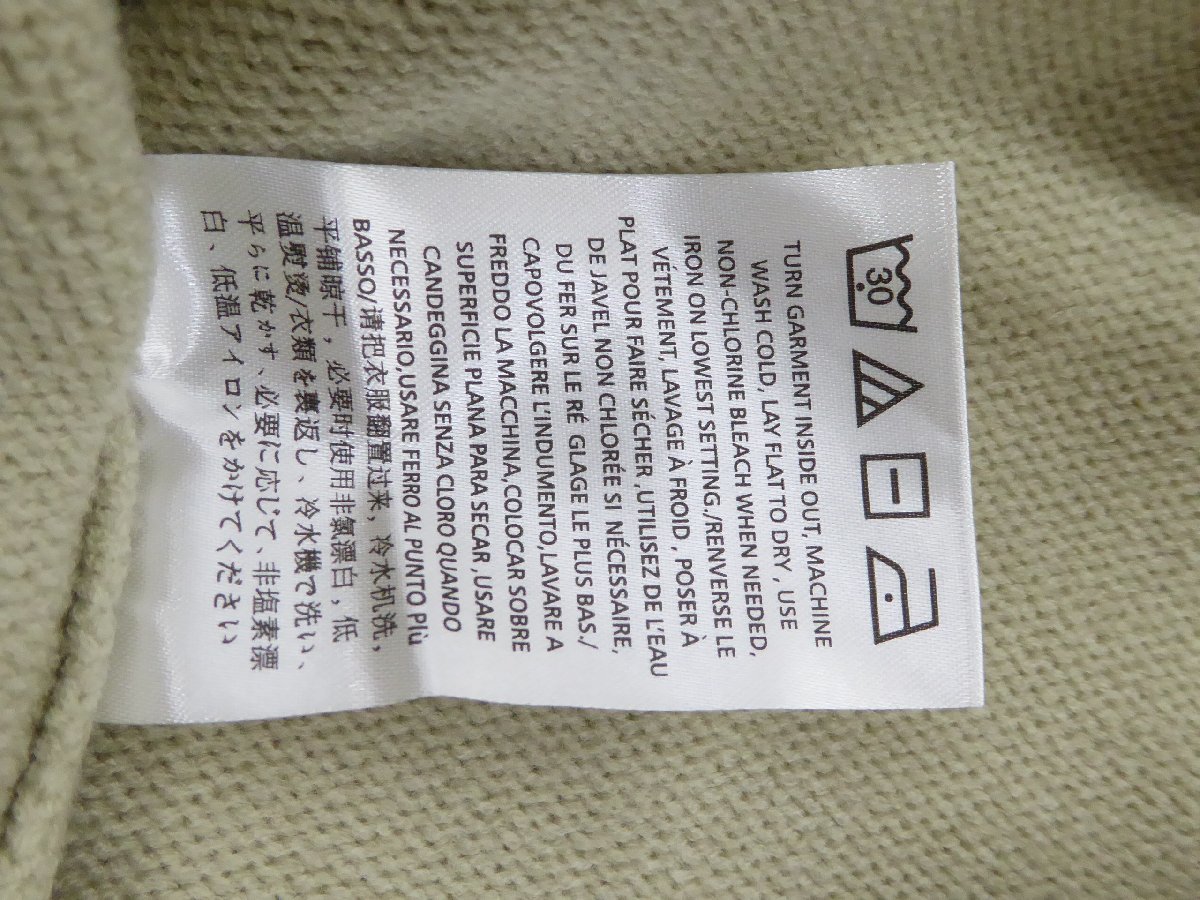 30
TURN GARMENT INSIDE OUT, MACHINE
WASH COLD, LAY FLAT TO DRY , USE
NON-CHLORINE BLEACH WHEN NEEDED,
IRON ON LOWEST SETTING./RENVERSE LE
VÉTEMENT, LAVAGE À FROID , POSER À
PLAT POUR FAIRE SÉCHER ,UTILISEZ DE L'EAU
DE JAVEL NON CHLORÉE SI NÉCESSAIRE,
DU FER SUR LE RÉ GLAGE LE PLUS BAS./
CAPOVOLGERE L'INDUMENTO,LAVARE A
FREDDO LA MACCHINA,COLOCAR SOBRE
SUPERFICIE PLANA PARA SECAR ,USARE
CANDEGGINA SENZA CLORO QUANDO
NECESSARIO,USARE FERRO AL PUNTO Più
BASSO/请把衣服翻置过来, 冷水机洗,
平铺晾干 , 必要时使用非氯漂白 , 低
温熨烫/衣類を裏返し、冷水機で洗い、
平らに乾かす、必要に応じて、非塩素漂
白、低温アイロンをかけてください